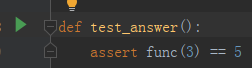 def test_answer():
assert func(3) == 5